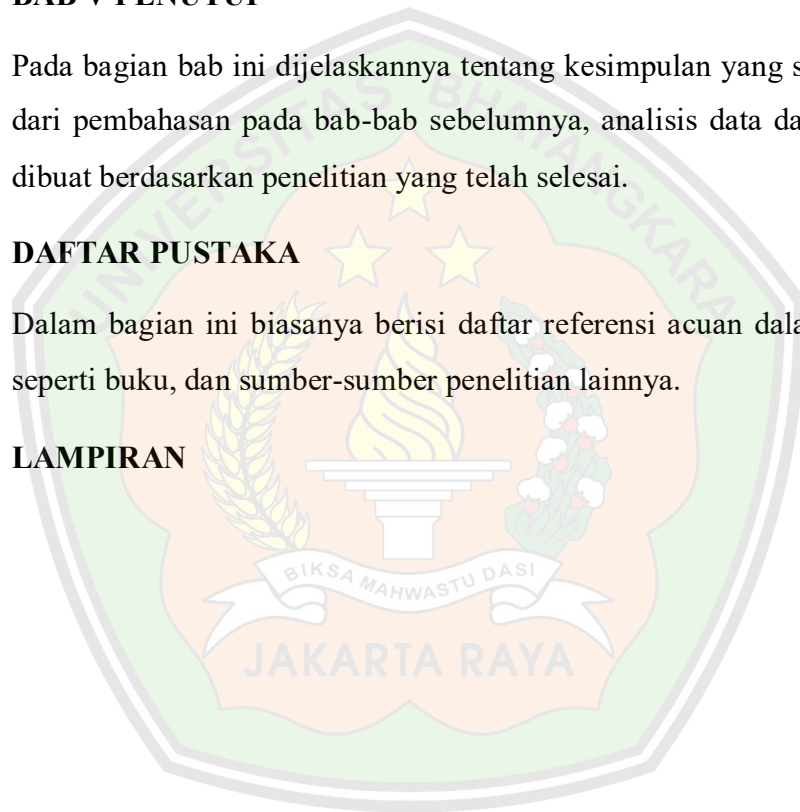 BAB V PENUTUP
Pada bagian bab ini dijelaskannya tentang kesimpulan yang
dari pembahasan pada bab-bab sebelumnya, analisis data
dibuat berdasarkan penelitian yang telah selesai.
DAFTAR PUSTAKA
Dalam bagian ini biasanya berisi daftar referensi acuan
seperti buku, dan sumber-sumber penelitian lainnya.
LAMPIRAN
UNIVERSITAS BHAYANGKARA
BIKSA MAHWASTU DASI
JAKARTA RAYA